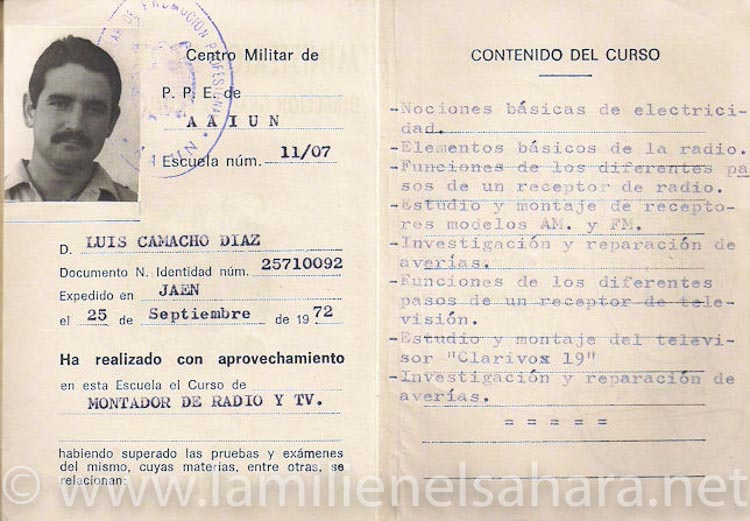 Centro Militar de
P. P. E. de
AAIUN
Escuela núm. 11/07
D. LUIS CAMACHO DIAZ
Documento N. Identidad núm. 25710092
Expedido en JAEN
el 25 de Septiembre de 1972
Ha realizado con aprovechamiento
en esta Escuela el Curso de
MONTADOR DE RADIO Y TV.
habiendo superado las pruebas y exámenes
del mismo, cuyas materias, entre otras, se
relacionan:
CONTENIDO DEL CURSO
-Nociones básicas de electrici-
dad.
-Elementos básicos de la radio.
-Funciones de los diferentes pa
sos de un receptor de radio.
-Estudio y montaje de recepto-
res modelos AM. y FM.
-Investigación y reparación de
averías.
-Funciones de los diferentes
pasos de un receptor de tele-
visión.
-Estudio y montaje del televi-
sor "Clarivox 19"
-Investigación y reparación de
averías.
=====
© www.lamilienelsahara.net